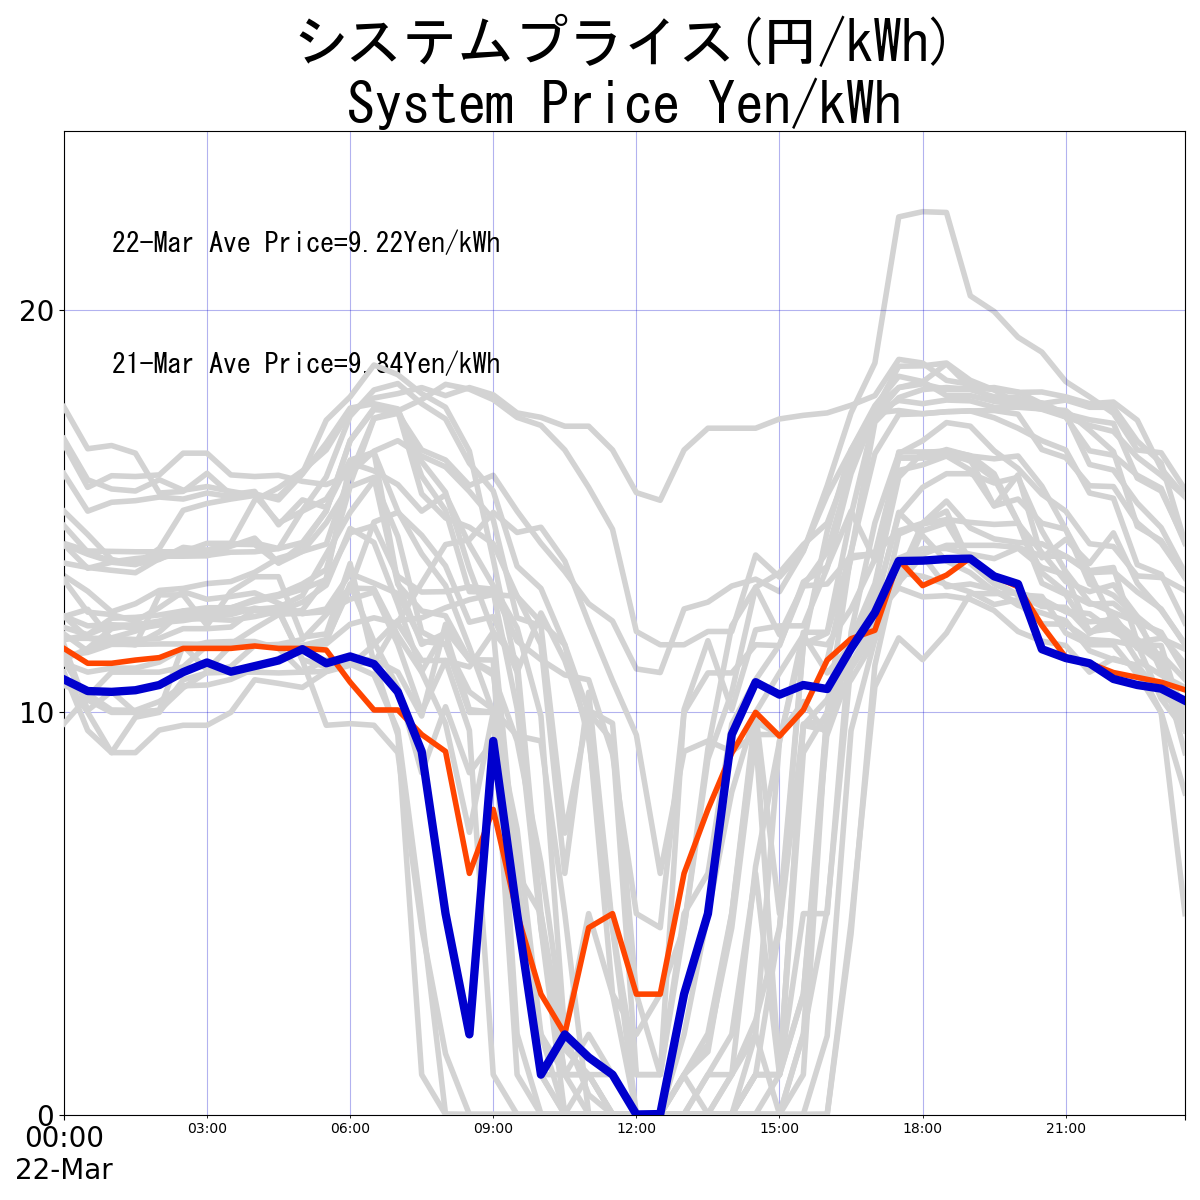 システムプライス(円/kWh)
System Price Yen/kWh
22-Mar Ave Price=9.22Yen/kWh
21-Mar Ave Price=9.84Yen/kWh
20
10
0
00:00 03:00 06:00 09:00 12:00 15:00 18:00 21:00
22-Mar